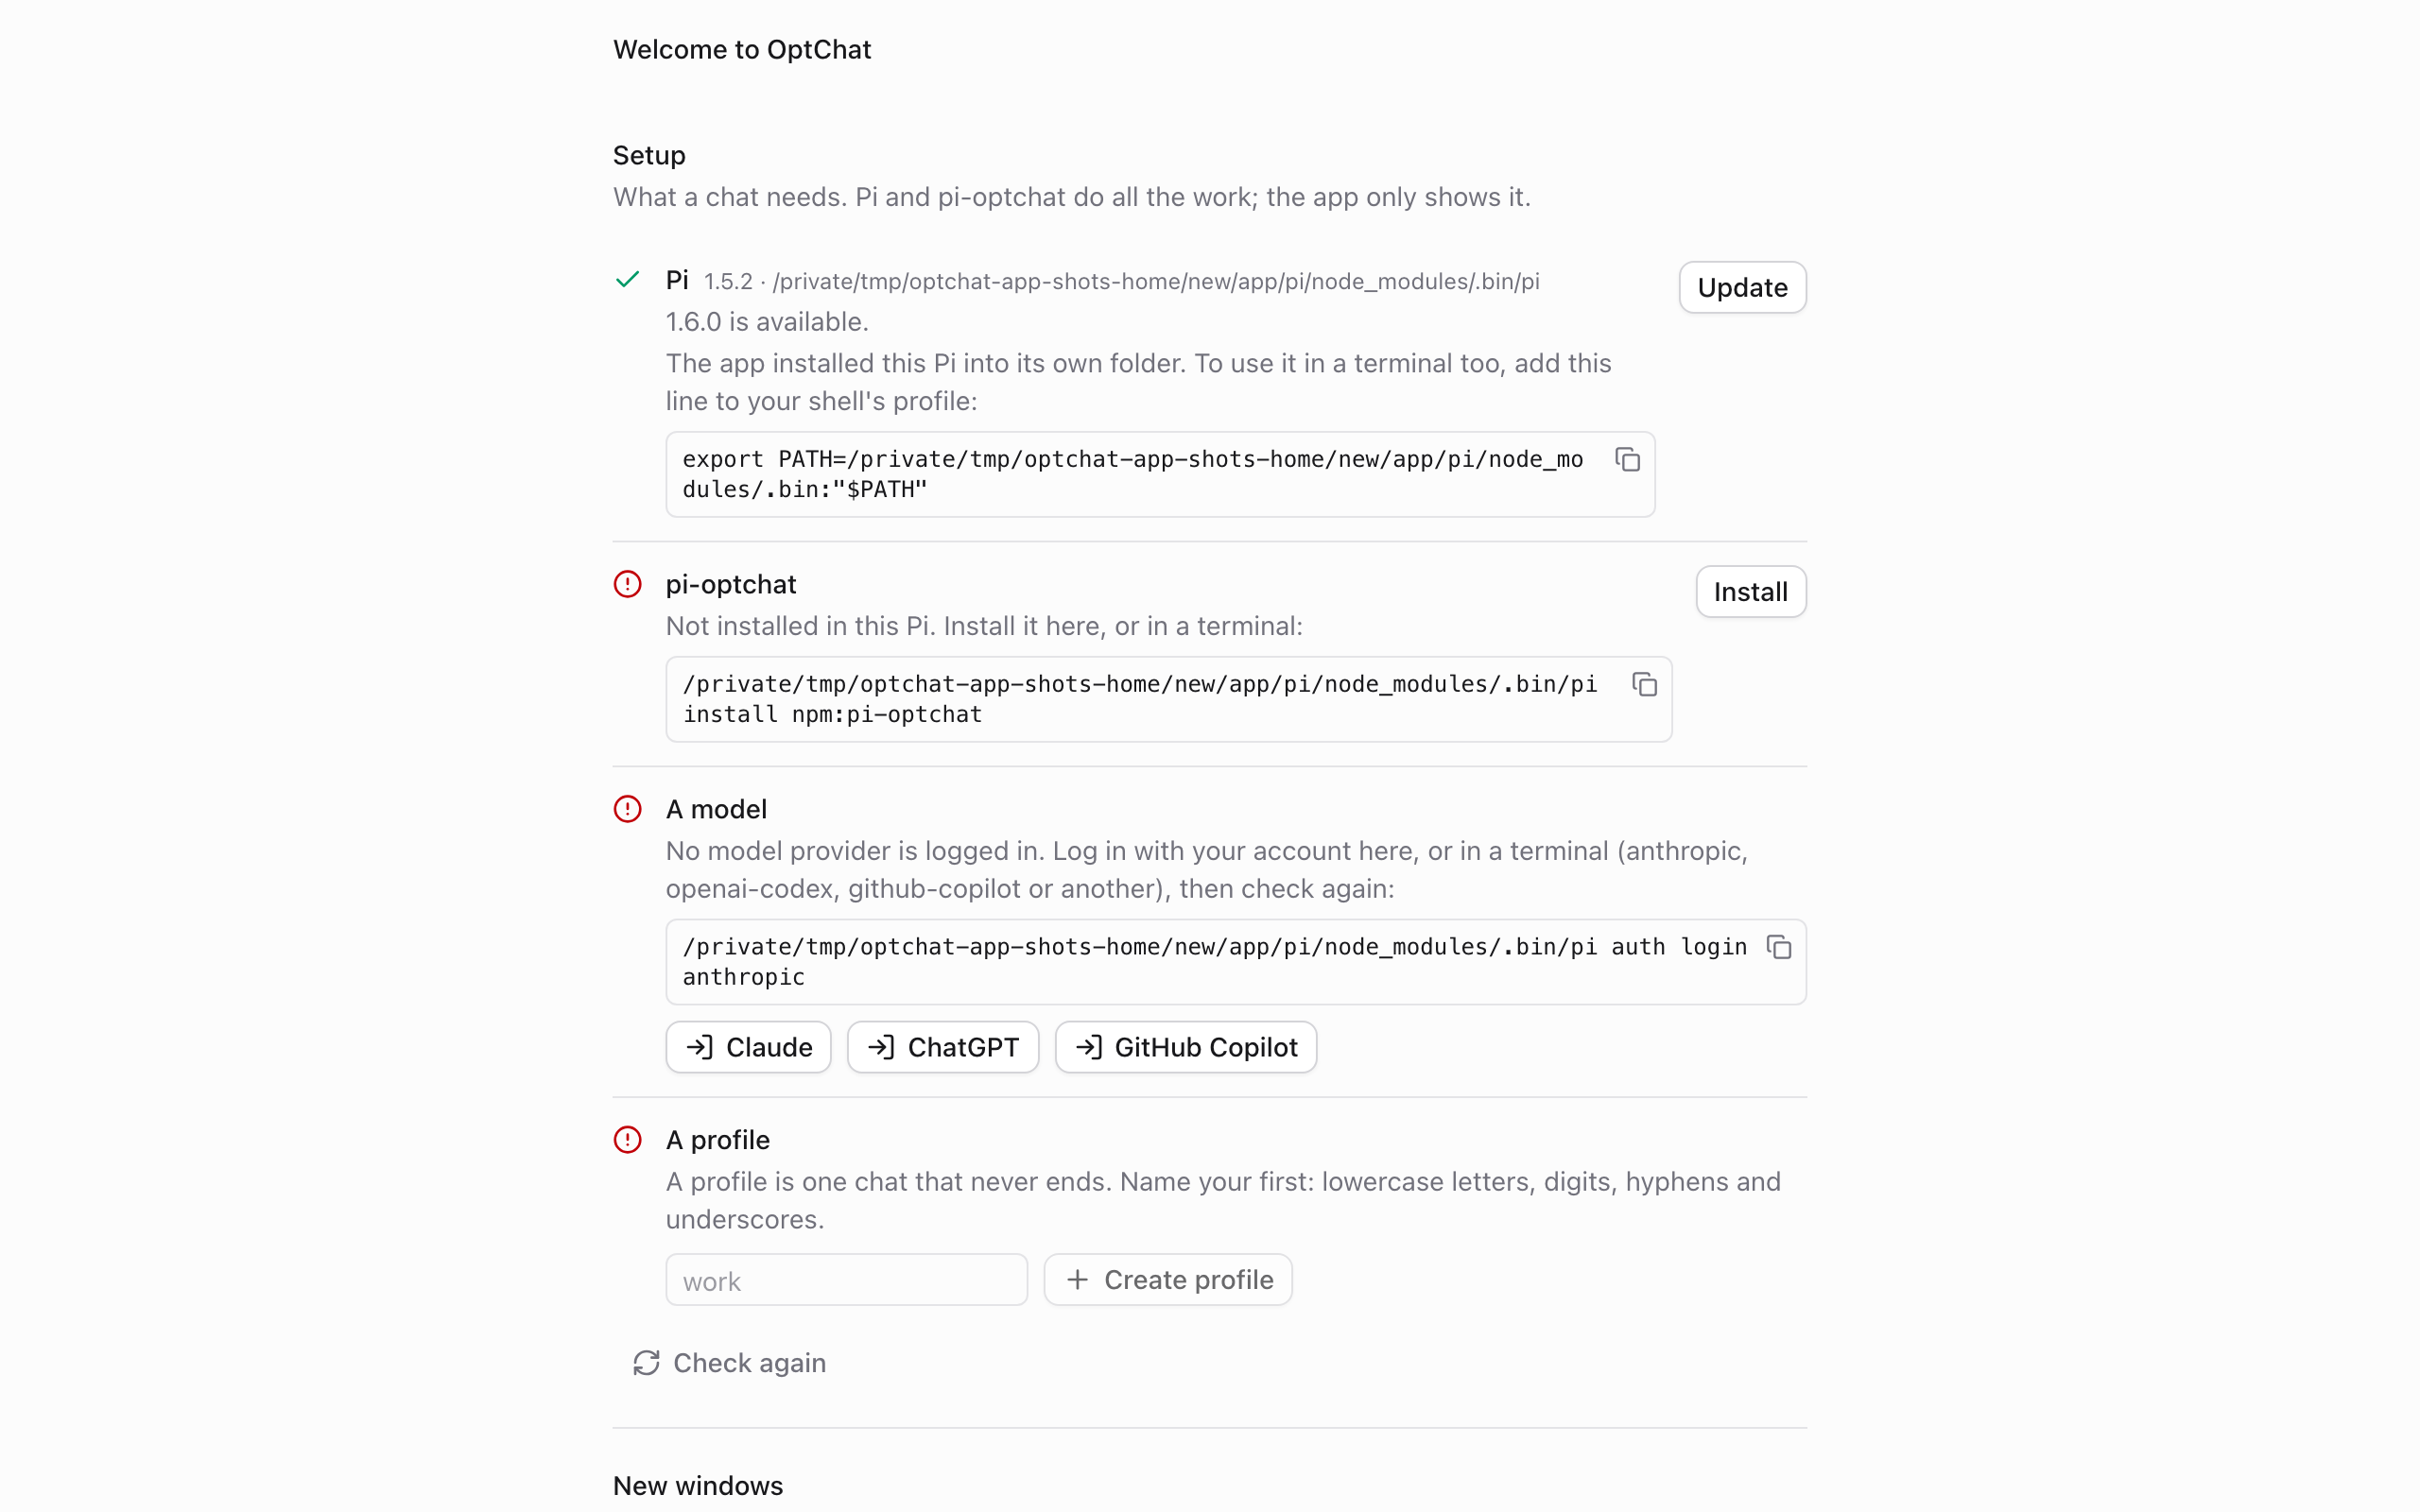 Welcome to OptChat
Setup
What a chat needs. Pi and pi-optchat do all the work; the app only shows it.
Pi 1.5.2 · /private/tmp/optchat-app-shots-home/new/app/pi/node_modules/.bin/pi
Update
1.6.0 is available.
The app installed this Pi into its own folder. To use it in a terminal too, add this
line to your shell's profile:
export PATH=/private/tmp/optchat-app-shots-home/new/app/pi/node_mo
dules/.bin:"$PATH"
pi-optchat
Install
Not installed in this Pi. Install it here, or in a terminal:
/private/tmp/optchat-app-shots-home/new/app/pi/node_modules/.bin/pi
install npm:pi-optchat
A model
No model provider is logged in. Log in with your account here, or in a terminal (anthropic,
openai-codex, github-copilot or another), then check again:
/private/tmp/optchat-app-shots-home/new/app/pi/node_modules/.bin/pi auth login
anthropic
Claude ChatGPT GitHub Copilot
A profile
A profile is one chat that never ends. Name your first: lowercase letters, digits, hyphens and
underscores.
work Create profile
Check again
New windows